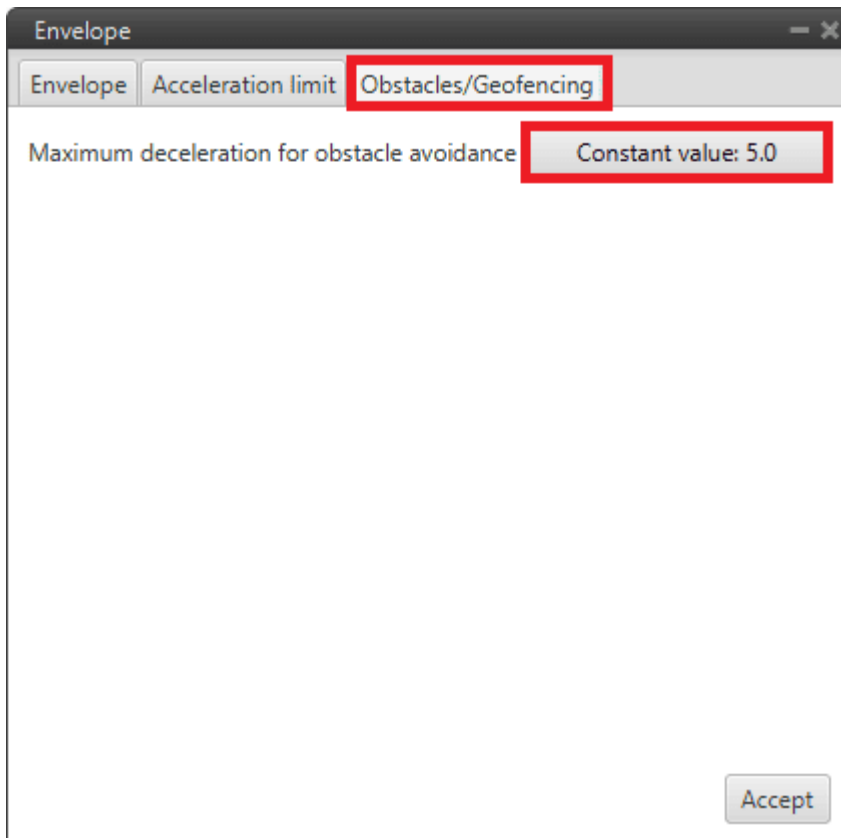 Envelope
Envelope Acceleration limit Obstacles/Geofencing
Maximum deceleration for obstacle avoidance Constant value: 5.0
Accept